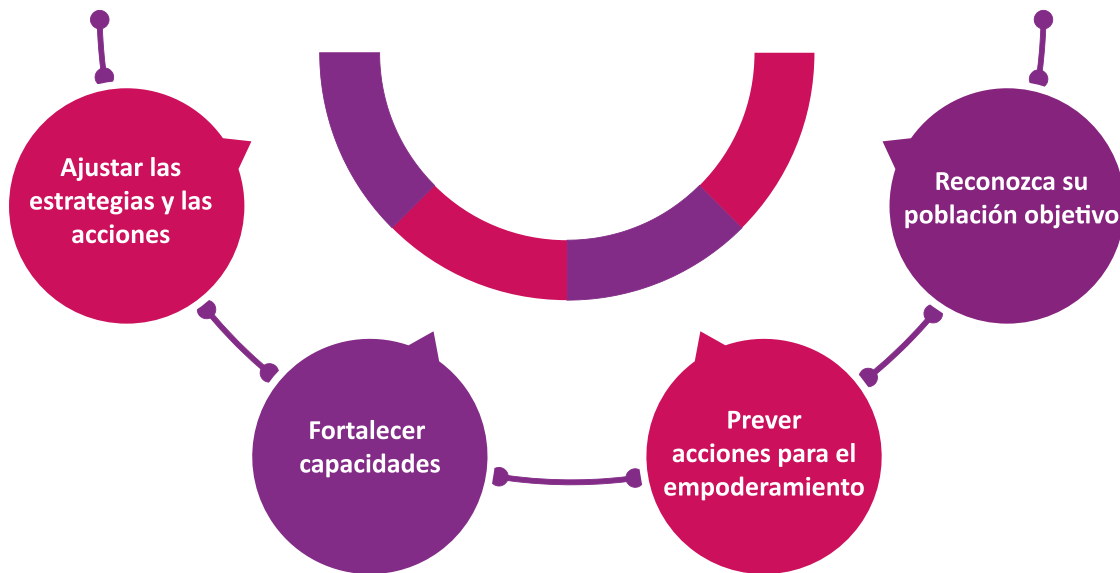 Ajustar las
estrategias y las
acciones
Reconozca su
población objetivo
Fortalecer
capacidades
Prever
acciones para el
empoderamiento